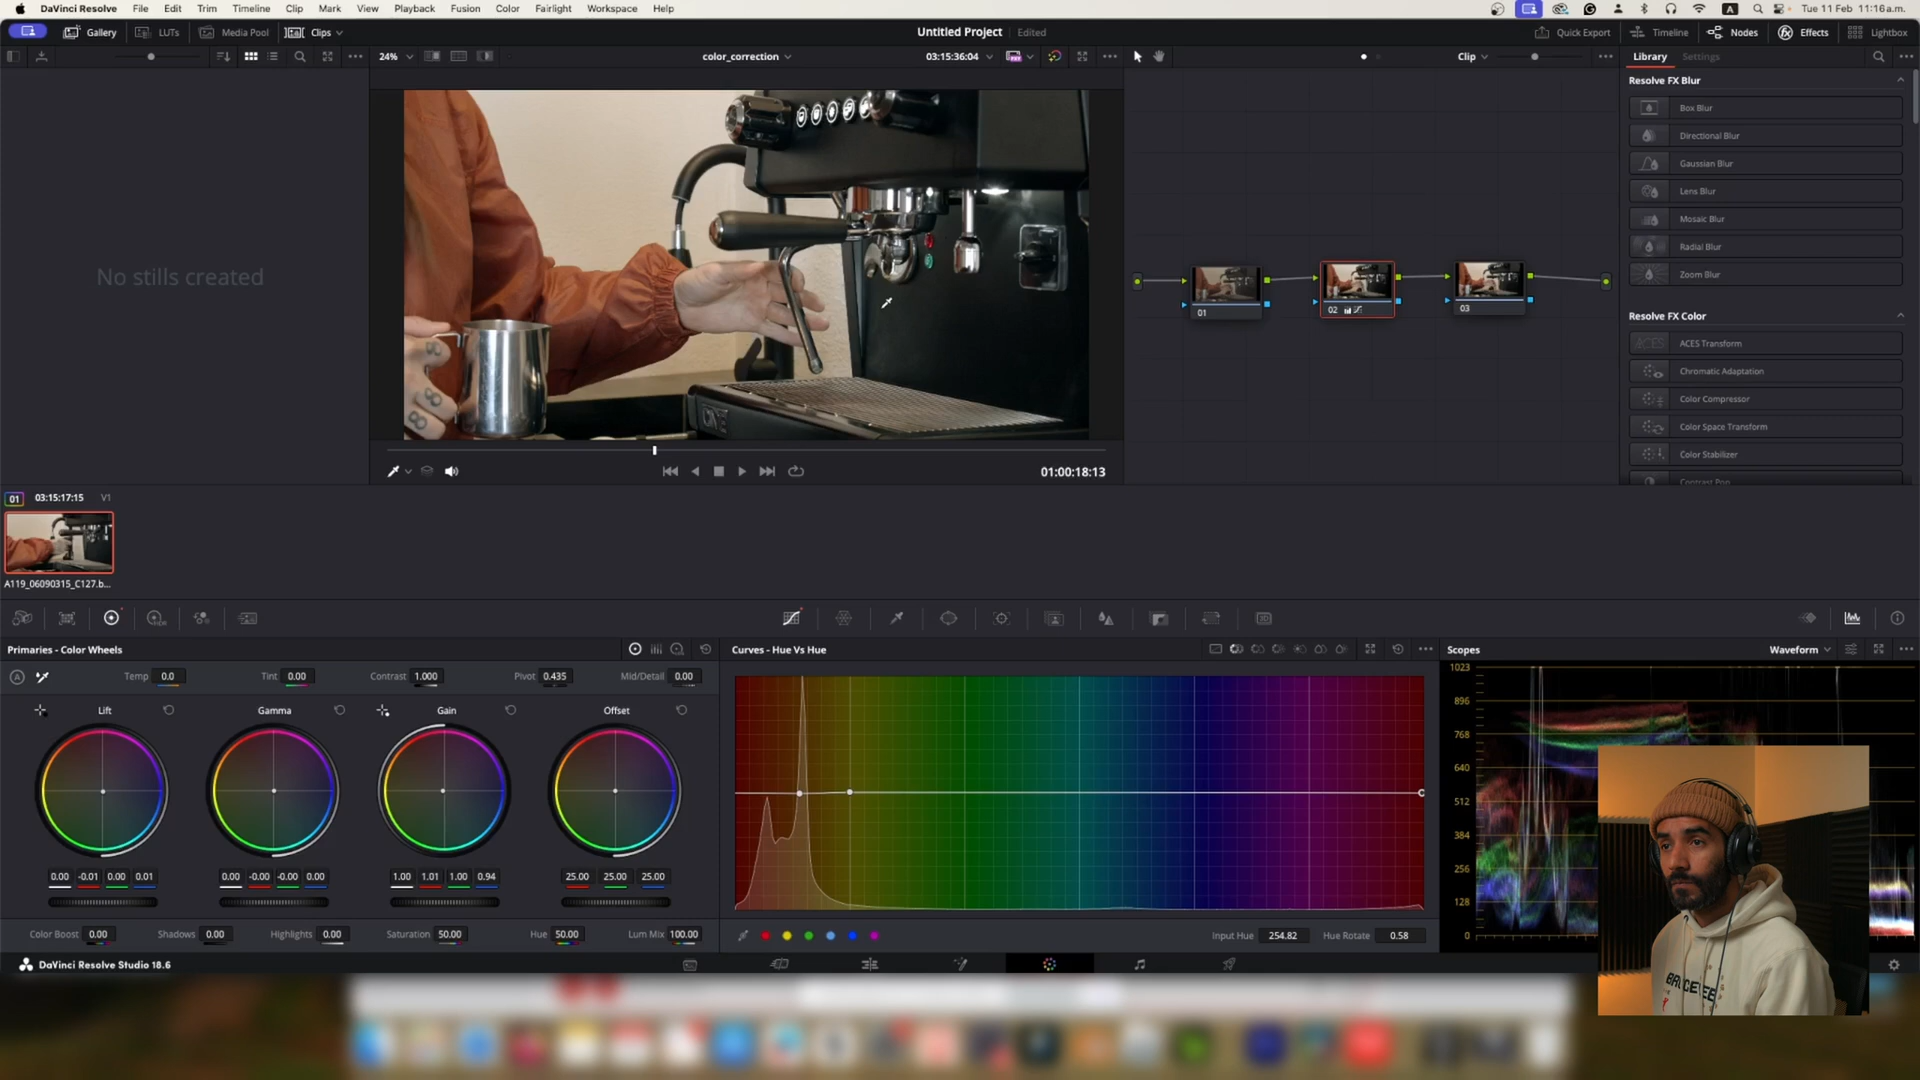 DaVinci Resolve File Edit Trim Timeline Clip Mark View Playback Fusion Color Fairlight Workspace Help
A Tue 11 Feb 11:16 a.m.
Gallery LUTs Media Pool Clips
Untitled Project Edited
Quick Export Timeline Nodes Effects Lightbox
24% color_correction 03:15:36:04
Clip
Library Settings
Resolve FX Blur
Box Blur
Directional Blur
Gaussian Blur
Lens Blur
Mosaic Blur
Radial Blur
Zoom Blur
Resolve FX Color
ACES Transform
Chromatic Adaptation
Color Compressor
Color Space Transform
Color Stabilizer
Contrast Pop
No stills created
01
02
03
01:00:18:13
01 03:15:17:15 V1
A119_06090315_C127.b...
Primaries - Color Wheels
Temp 0.0 Tint 0.00 Contrast 1.000 Pivot 0.435 Mid/Detail 0.00
Lift Gamma Gain Offset
0.00 -0.01 0.00 0.01
0.00 -0.00 -0.00 0.00
1.00 1.01 1.00 0.94
25.00 25.00 25.00
Color Boost 0.00 Shadows 0.00 Highlights 0.00 Saturation 50.00 Hue 50.00 Lum Mix 100.00
Curves - Hue Vs Hue
Input Hue 254.82 Hue Rotate 0.58
Scopes
Waveform
1023
896
768
640
512
384
256
128
0
DaVinci Resolve Studio 18.6